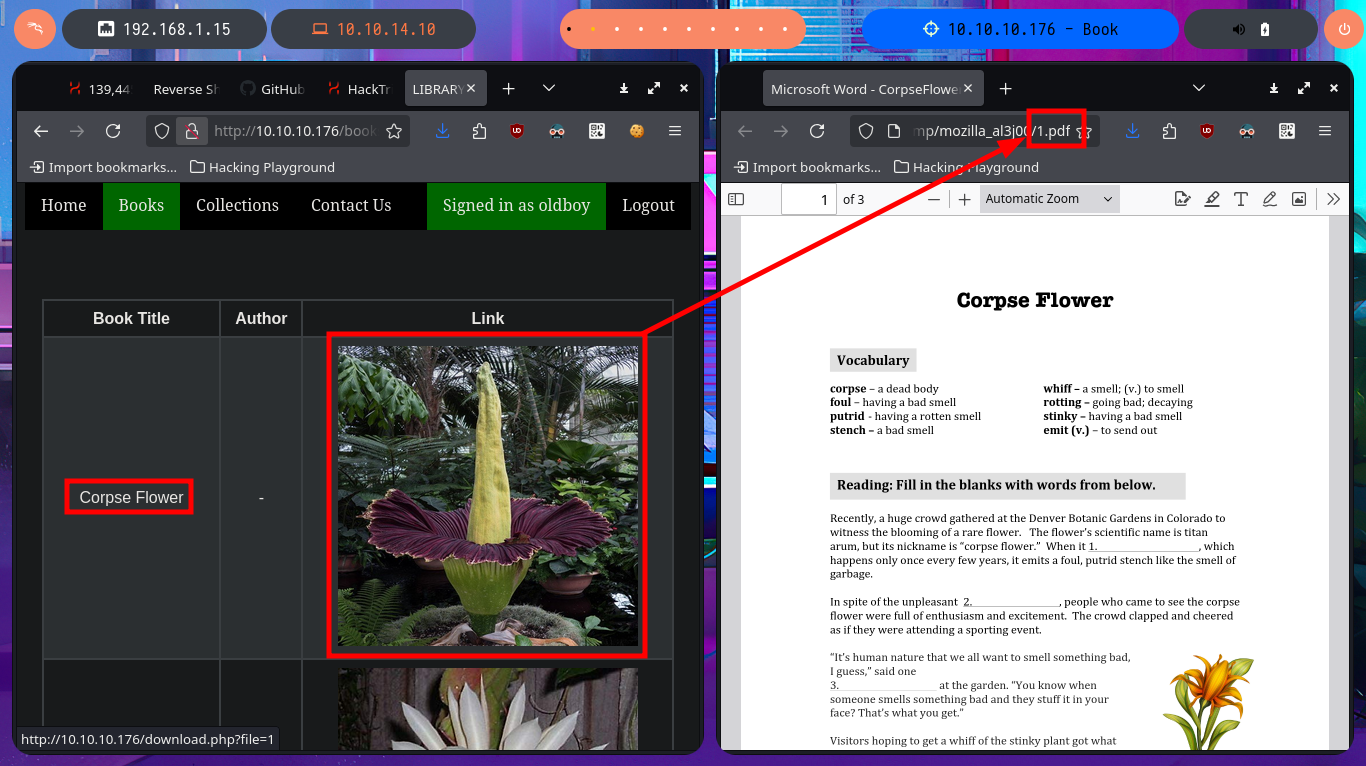 192.168.1.15
10.10.14.10
10.10.10.176 - Book
139,44
Reverse Sh
GitHub
HackTr
LIBRARY
http://10.10.10.176/book
Import bookmarks...
Hacking Playground
Home
Books
Collections
Contact Us
Signed in as oldboy
Logout
Book Title
Author
Link
Corpse Flower
-
http://10.10.10.176/download.php?file=1
Microsoft Word - CorpseFlowe
mp/mozilla_al3j00/1.pdf
Import bookmarks...
Hacking Playground
1
of 3
Automatic Zoom
Corpse Flower
Vocabulary
corpse – a dead body
foul – having a bad smell
putrid - having a rotten smell
stench – a bad smell
whiff – a smell; (v.) to smell
rotting – going bad; decaying
stinky – having a bad smell
emit (v.) – to send out
Reading: Fill in the blanks with words from below.
Recently, a huge crowd gathered at the Denver Botanic Gardens in Colorado to
witness the blooming of a rare flower. The flower's scientific name is titan
arum, but its nickname is “corpse flower.” When it 1.____________________, which
happens only once every few years, it emits a foul, putrid stench like the smell of
garbage.
In spite of the unpleasant 2.________________, people who came to see the corpse
flower were full of enthusiasm and excitement. The crowd clapped and cheered
as if they were attending a sporting event.
“It's human nature that we all want to smell something bad,
I guess,” said one
3.____________________ at the garden. “You know when
someone smells something bad and they stuff it in your
face? That's what you get.”
Visitors hoping to get a whiff of the stinky plant got what